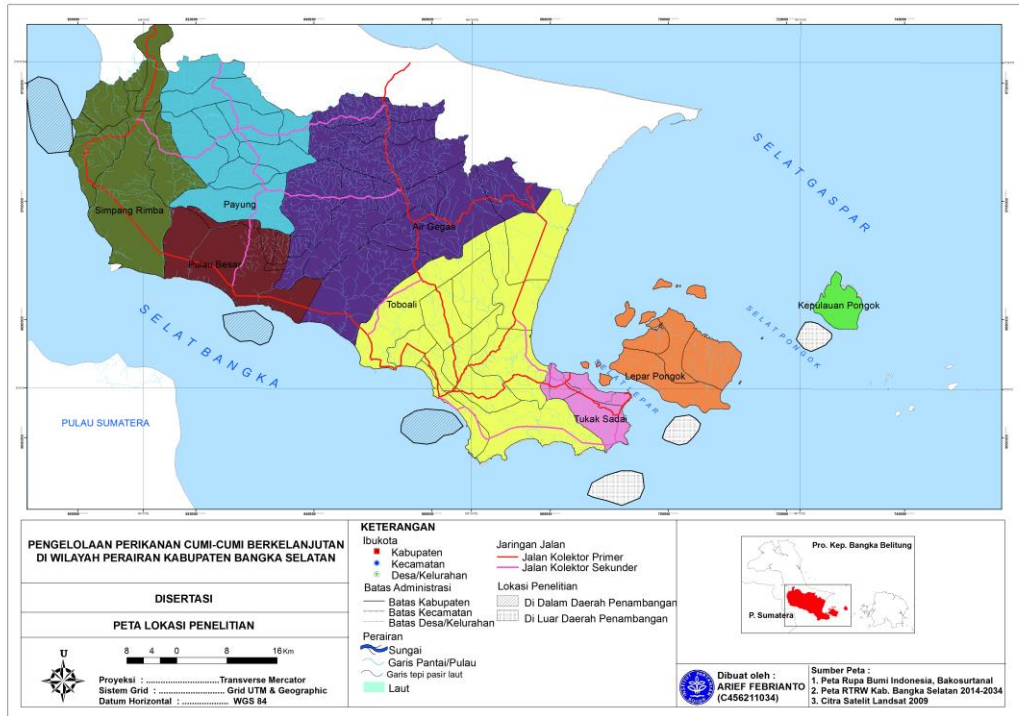 SELAT GASPAR
Simpang Rimba
Payung
Air Gegas
Pulau Besar
Toboali
SELAT BANGKA
Kepulauan Pongok
SELAT PONGOK
Lepar Pongok
SELAT LEPAR
Tukak Sadai
PULAU SUMATERA
PENGELOLAAN PERIKANAN CUMI-CUMI BERKELANJUTAN
DI WILAYAH PERAIRAN KABUPATEN BANGKA SELATAN
DISERTASI
PETA LOKASI PENELITIAN
U
8 4 0 8 16 Km
Proyeksi : ........................Transverse Mercator
Sistem Grid : .................... Grid UTM & Geographic
Datum Horizontal : .................. WGS 84
KETERANGAN
Ibukota
Kabupaten
Kecamatan
Desa/Kelurahan
Batas Administrasi
Batas Kabupaten
Batas Kecamatan
Batas Desa/Kelurahan
Perairan
Sungai
Garis Pantai/Pulau
Garis tepi pasir laut
Laut
Jaringan Jalan
Jalan Kolektor Primer
Jalan Kolektor Sekunder
Lokasi Penelitian
Di Dalam Daerah Penambangan
Di Luar Daerah Penambangan
Pro. Kep. Bangka Belitung
P. Sumatera
Dibuat oleh :
ARIEF FEBRIANTO
(C456211034)
Sumber Peta :
1. Peta Rupa Bumi Indonesia, Bakosurtanal
2. Peta RTRW Kab. Bangka Selatan 2014-2034
3. Citra Satelit Landsat 2009